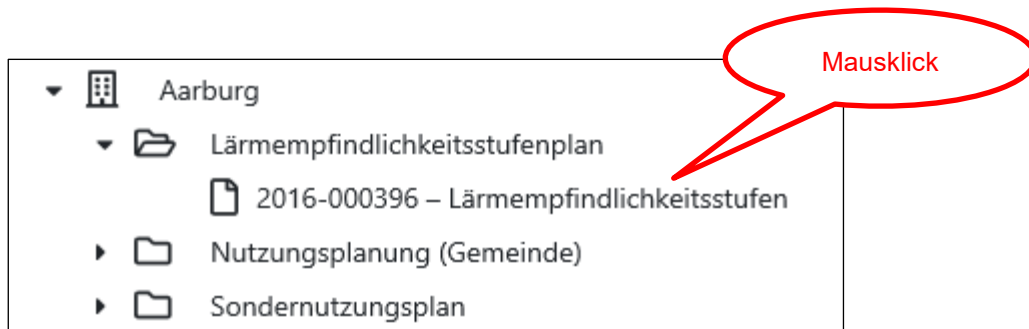 Mausklick
Aarburg
Lärmempfindlichkeitsstufenplan
2016-000396 – Lärmempfindlichkeitsstufen
Nutzungsplanung (Gemeinde)
Sondernutzungsplan